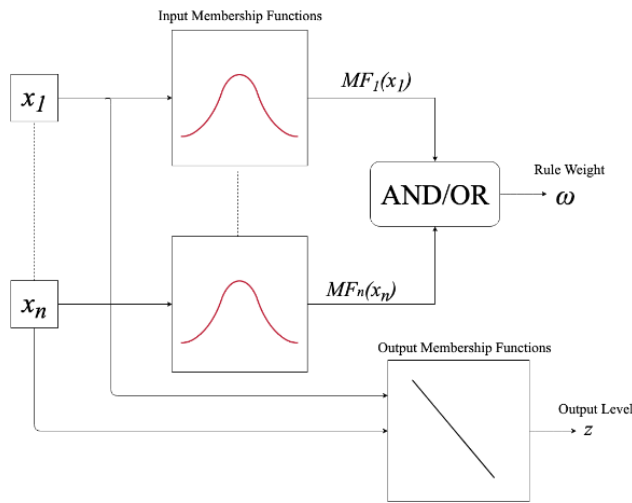 Input Membership Functions
x₁
MF₁(x₁)
AND/OR
Rule Weight
ω
xₙ
MFₙ(xₙ)
Output Membership Functions
Output Level
z